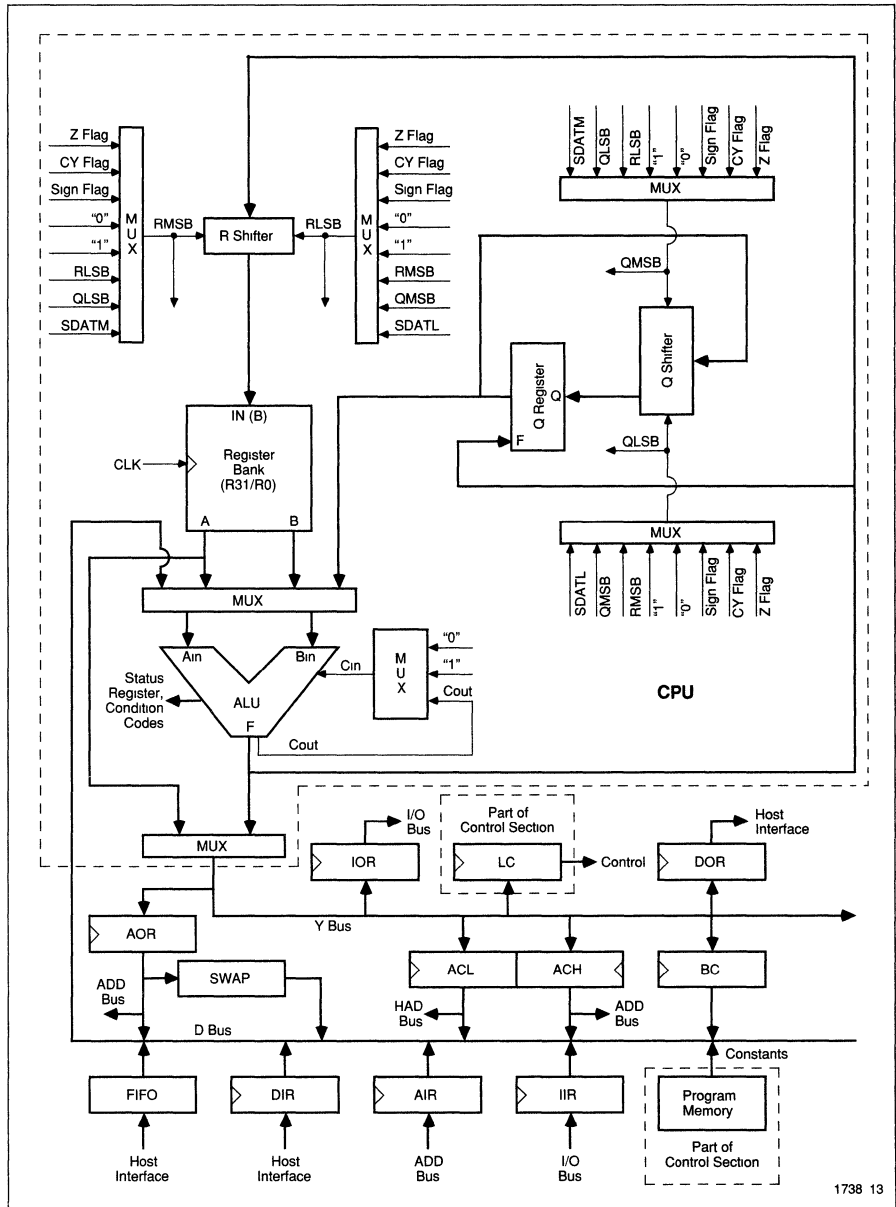 Z Flag
CY Flag
Sign Flag
"0"
"1"
RLSB
QLSB
SDATM
MUX
RMSB
R Shifter
RLSB
MUX
Z Flag
CY Flag
Sign Flag
"0"
"1"
RMSB
QMSB
SDATL
SDATM
QLSB
RLSB
"1"
"0"
Sign Flag
CY Flag
Z Flag
MUX
QMSB
Q Shifter
Q Register
Q
F
QLSB
MUX
SDATL
QMSB
RMSB
"1"
"0"
Sign Flag
CY Flag
Z Flag
IN (B)
Register
Bank
(R31/R0)
CLK
A
B
MUX
Ain
Bin
Cin
MUX
"0"
"1"
Cout
CPU
Status
Register,
Condition
Codes
ALU
F
Cout
MUX
I/O
Bus
Part of
Control Section
Host
Interface
IOR
LC
Control
DOR
Y Bus
AOR
ACL
ACH
BC
SWAP
ADD
Bus
HAD
Bus
ADD
Bus
D Bus
Constants
FIFO
DIR
AIR
IIR
Program
Memory
Host
Interface
Host
Interface
ADD
Bus
I/O
Bus
Part of
Control Section
1738 13